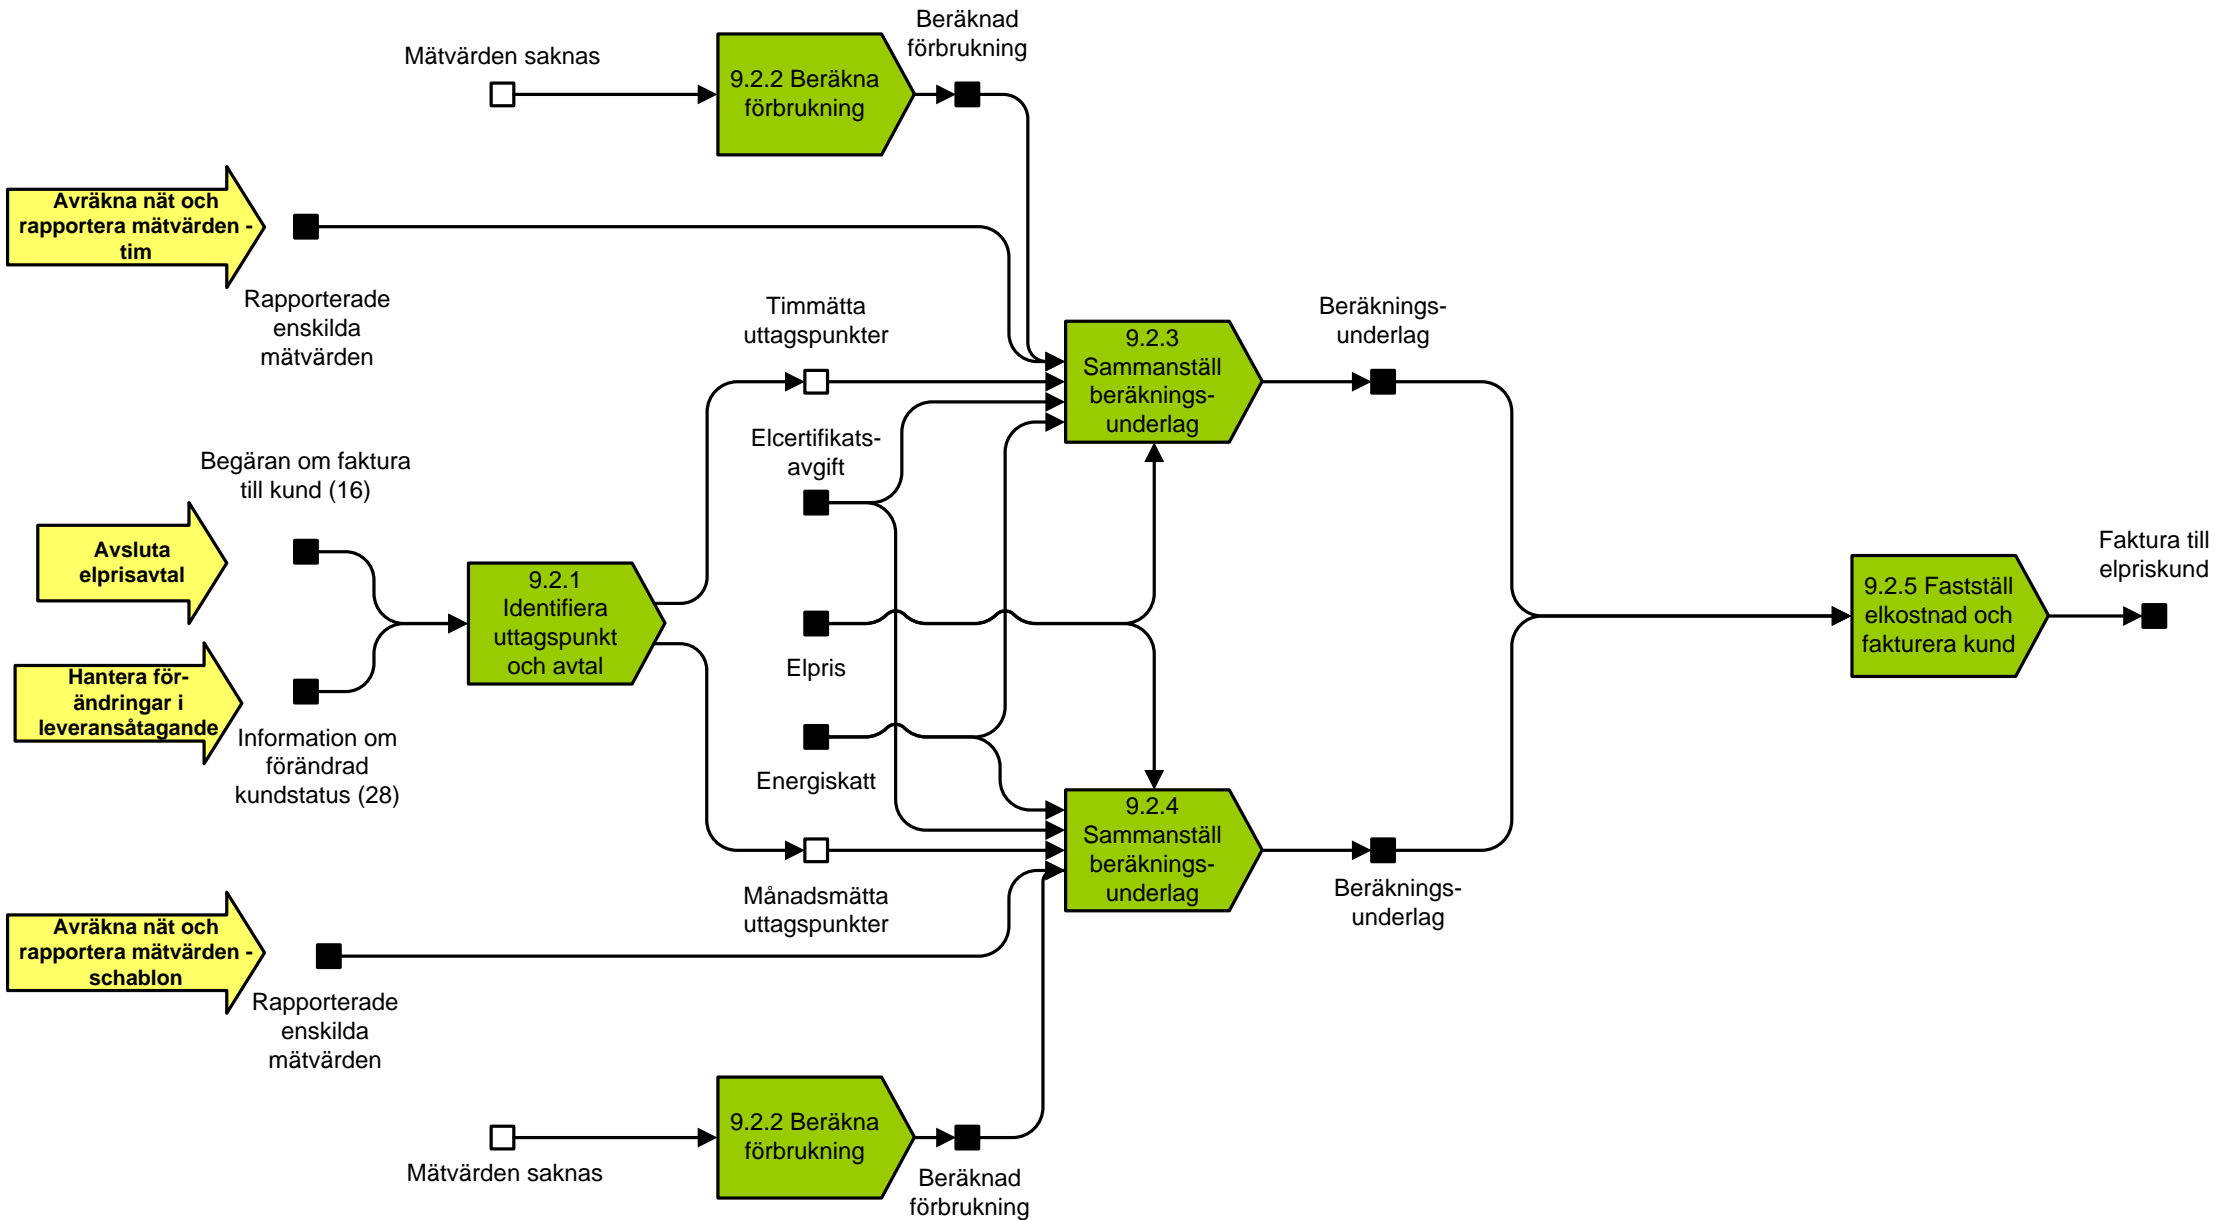 Beräknad
förbrukning
Mätvärden saknas
9.2.2 Beräkna
förbrukning
Avräkna nät och
rapportera mätvärden -
tim
Rapporterade
enskilda
mätvärden
Timmätta
uttagspunkter
9.2.3
Sammanställ
beräknings-
underlag
Beräknings-
underlag
Elcertifikats-
avgift
Begäran om faktura
till kund (16)
Avsluta
elprisavtal
9.2.1
Identifiera
uttagspunkt
och avtal
Elpris
9.2.5 Fastställ
elkostnad och
fakturera kund
Faktura till
elpriskund
Hantera för-
ändringar i
leveransåtagande
Information om
förändrad
kundstatus (28)
Energiskatt
9.2.4
Sammanställ
beräknings-
underlag
Månadsmätta
uttagspunkter
Beräknings-
underlag
Avräkna nät och
rapportera mätvärden -
schablon
Rapporterade
enskilda
mätvärden
9.2.2 Beräkna
förbrukning
Mätvärden saknas
Beräknad
förbrukning